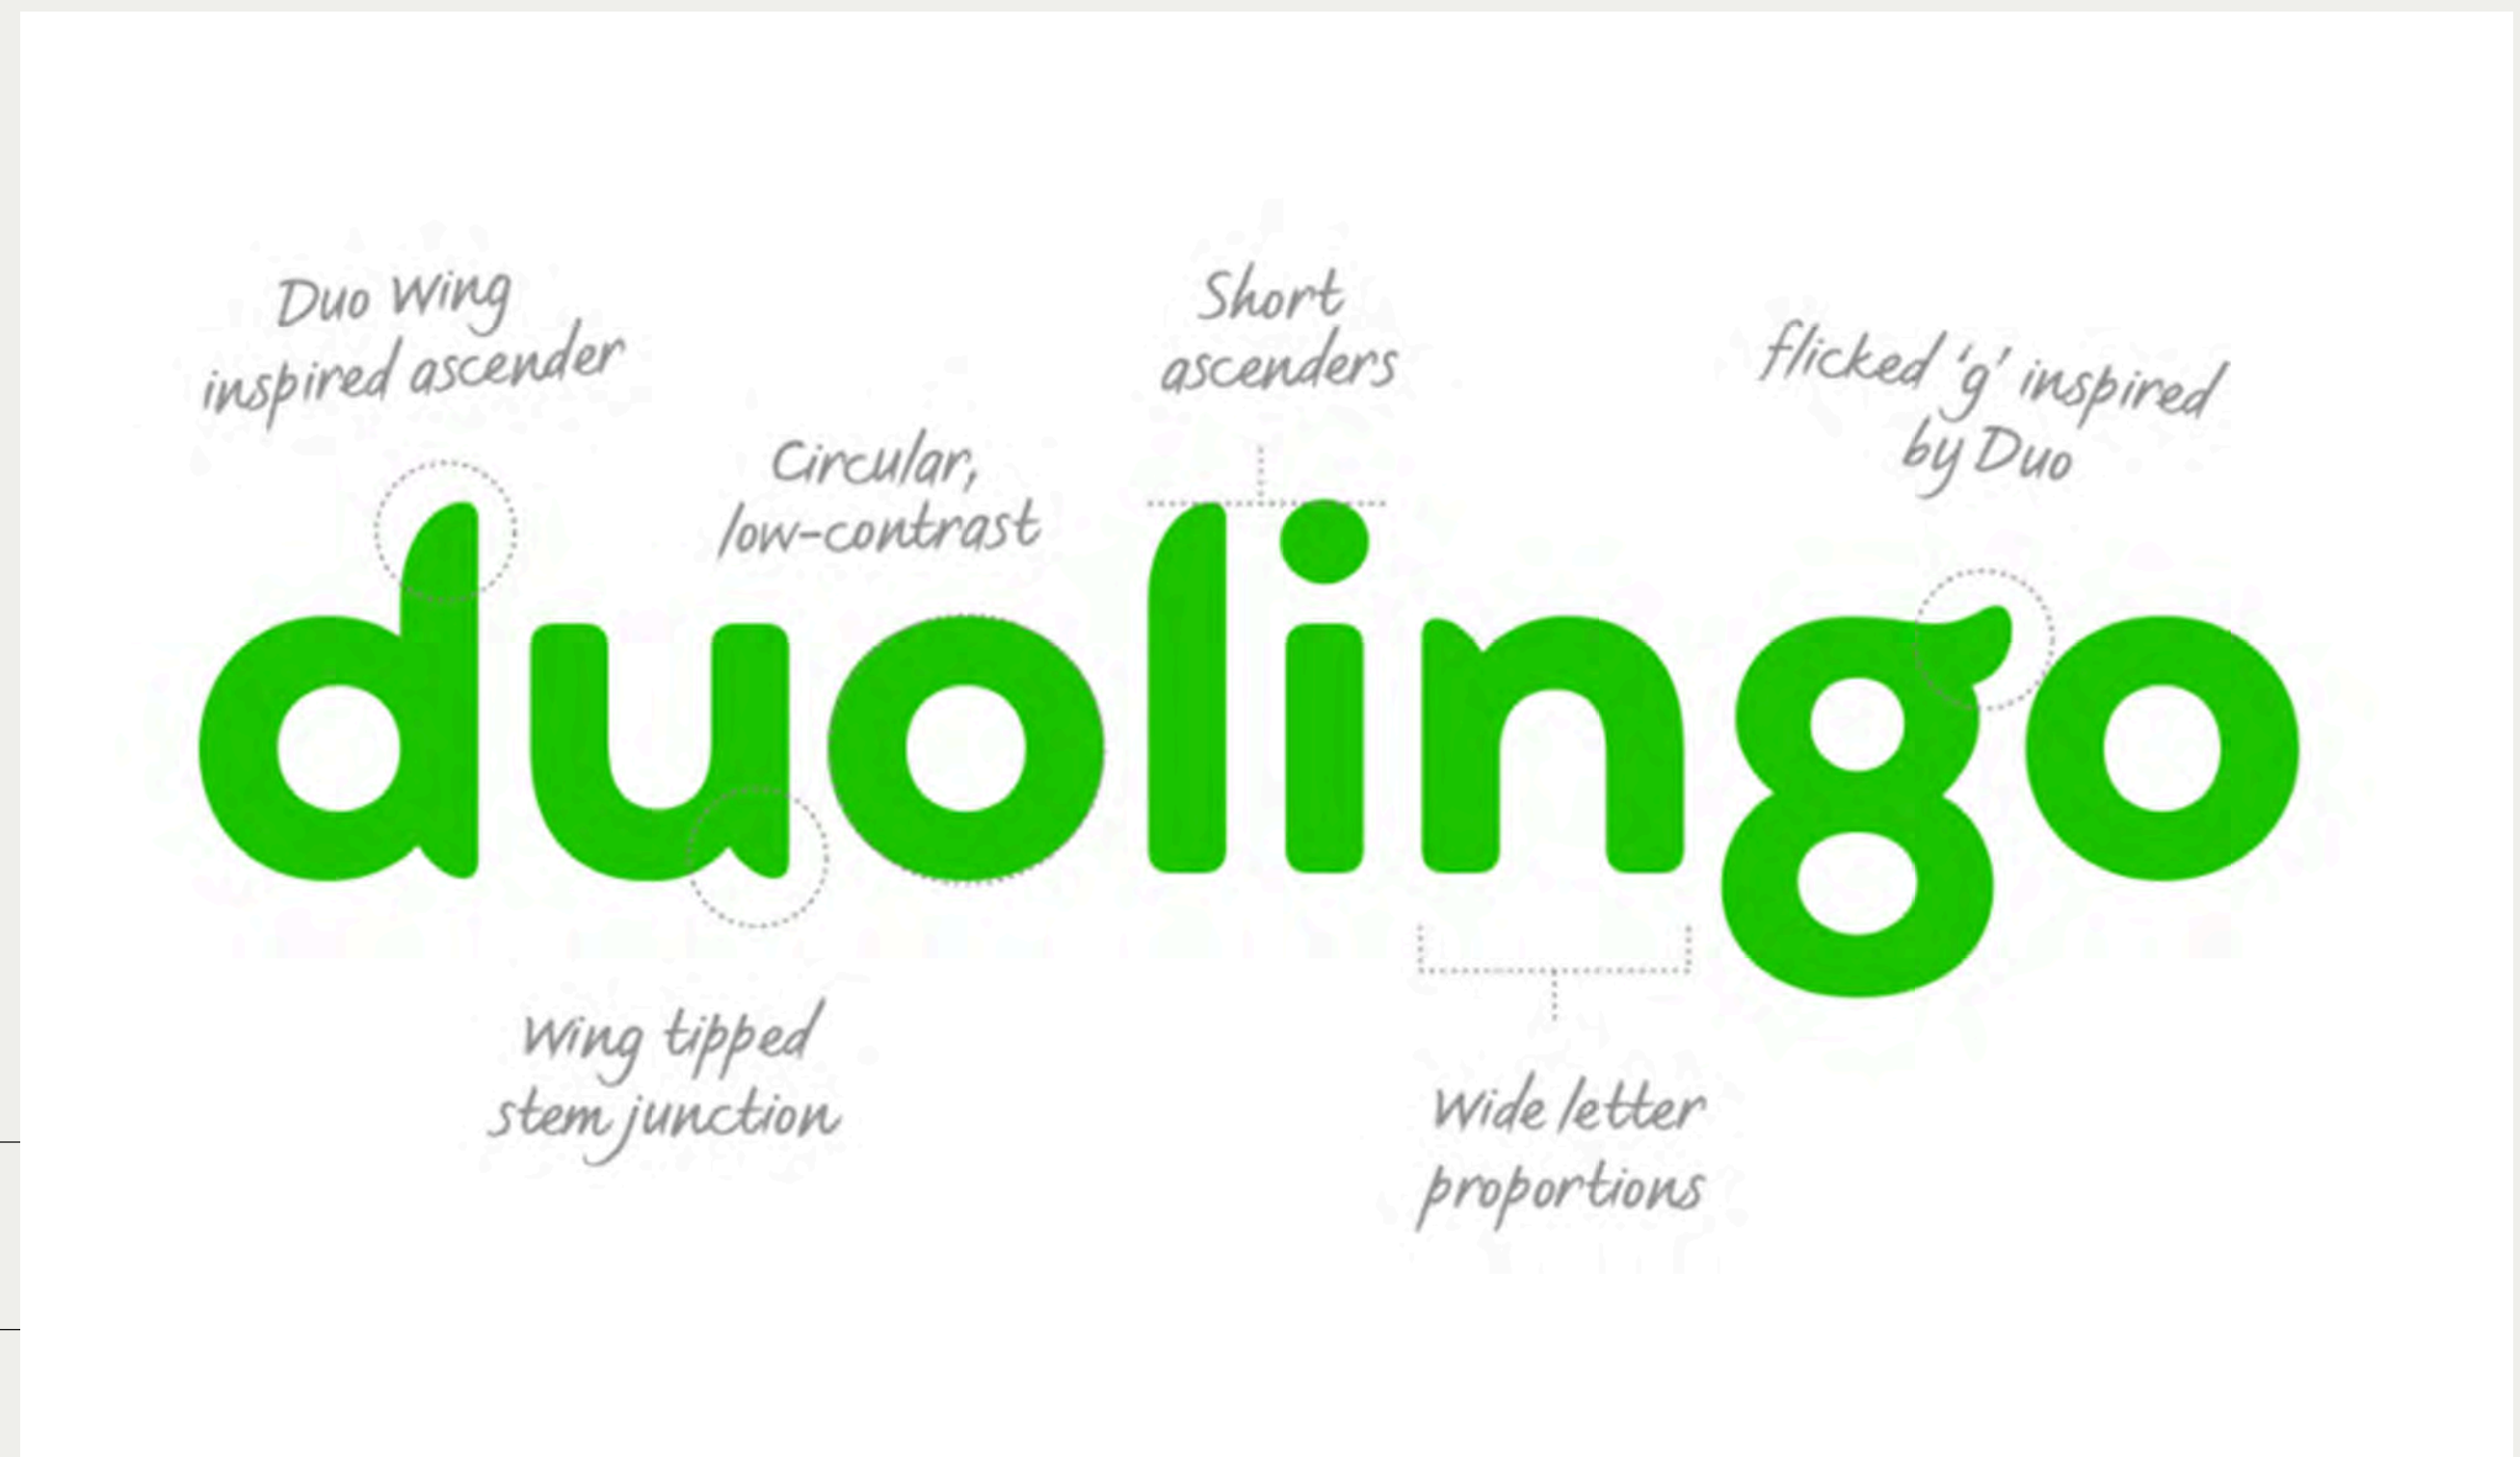 Duo Wing
inspired ascender
Short
ascenders
flicked 'g' inspired
by Duo
Circular,
low-contrast
duolingo
Wing tipped
stem junction
Wide letter
proportions